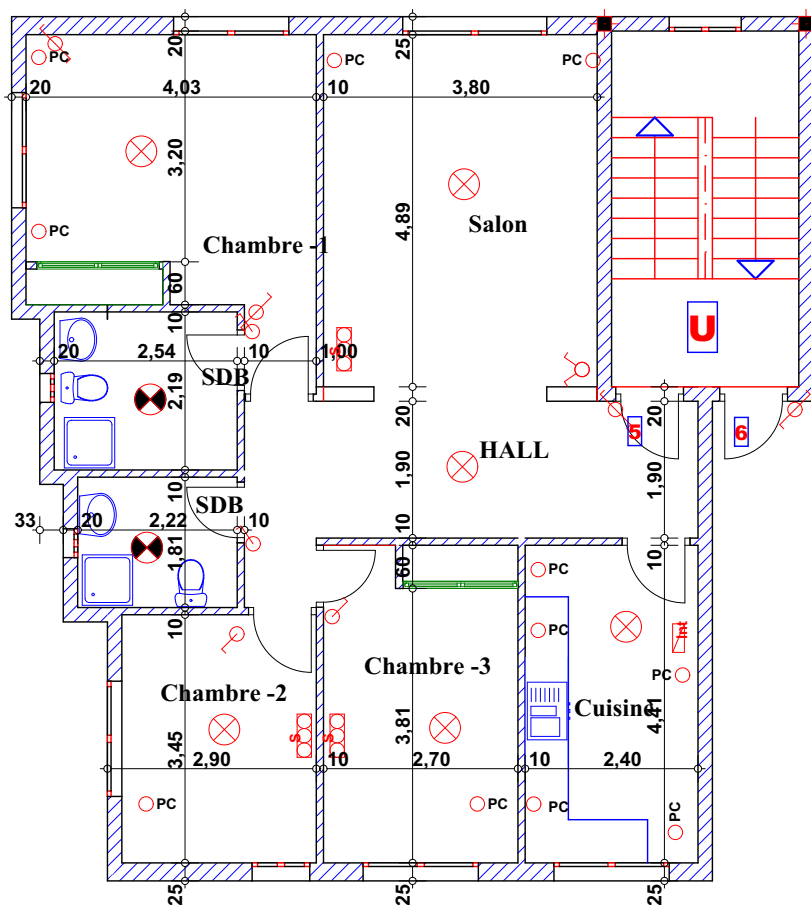 20
25
PC
PC
PC
20
4,03
10
3,80
3,20
4,89
PC
Chambre -1
Salon
60
10
U
S
20
2,54
10
1,00
SDB
2,19
20
20
5
6
HALL
1,90
1,90
10
SDB
33
20
2,22
10
1,81
10
10
60
PC
10
PC
Int
Chambre -3
PC
Chambre -2
Cuisine
4,41
S
S
3,45
3,81
2,90
10
2,70
10
2,40
PC
PC
PC
PC
25
25
25